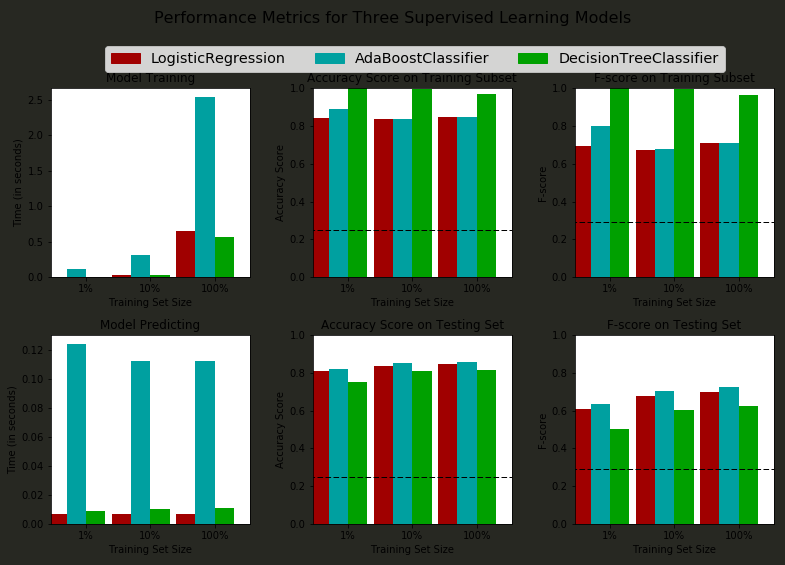 Performance Metrics for Three Supervised Learning Models
LogisticRegression AdaBoostClassifier DecisionTreeClassifier
Model Training
Time (in seconds)
2.5
2.0
1.5
1.0
0.5
0.0
1% 10% 100%
Training Set Size
Accuracy Score on Training Subset
Accuracy Score
1.0
0.8
0.6
0.4
0.2
0.0
1% 10% 100%
Training Set Size
F-score on Training Subset
F-score
1.0
0.8
0.6
0.4
0.2
0.0
1% 10% 100%
Training Set Size
Model Predicting
Time (in seconds)
0.12
0.10
0.08
0.06
0.04
0.02
0.00
1% 10% 100%
Training Set Size
Accuracy Score on Testing Set
Accuracy Score
1.0
0.8
0.6
0.4
0.2
0.0
1% 10% 100%
Training Set Size
F-score on Testing Set
F-score
1.0
0.8
0.6
0.4
0.2
0.0
1% 10% 100%
Training Set Size